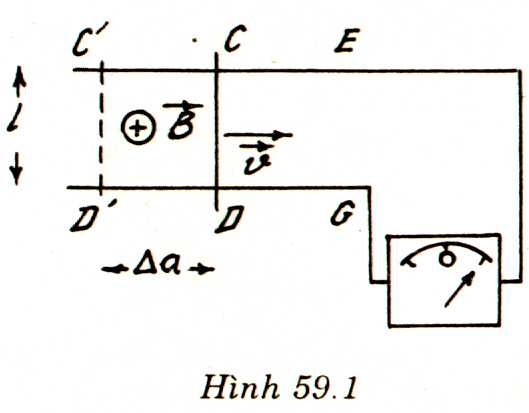 C' C E
l
⊕ B⃗
v⃗
D' D G
Δa
O
Hình 59.1